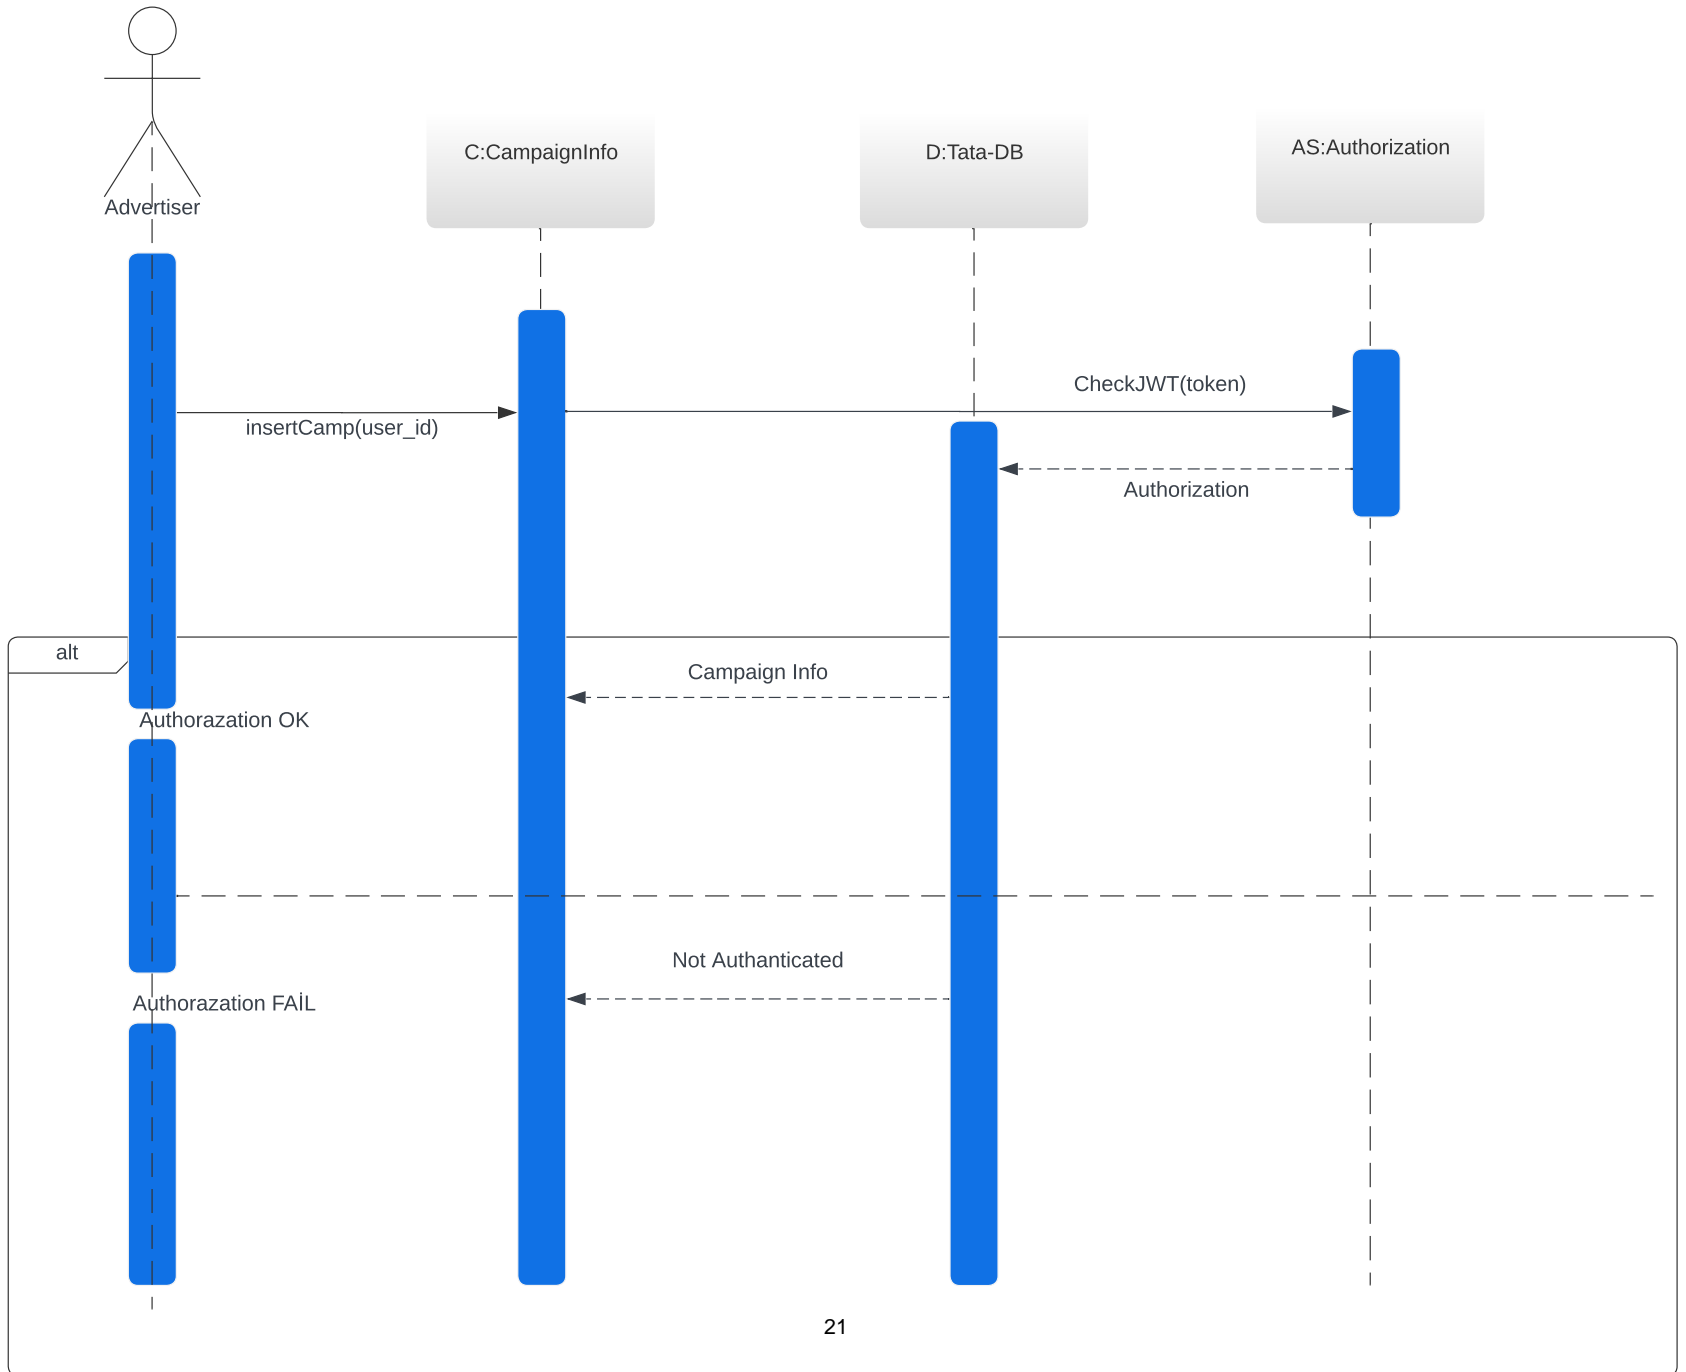 Advertiser
C:CampaignInfo
D:Tata-DB
AS:Authorization
CheckJWT(token)
insertCamp(user_id)
Authorization
alt
Campaign Info
Authorazation OK
Not Authanticated
Authorazation FAİL
21